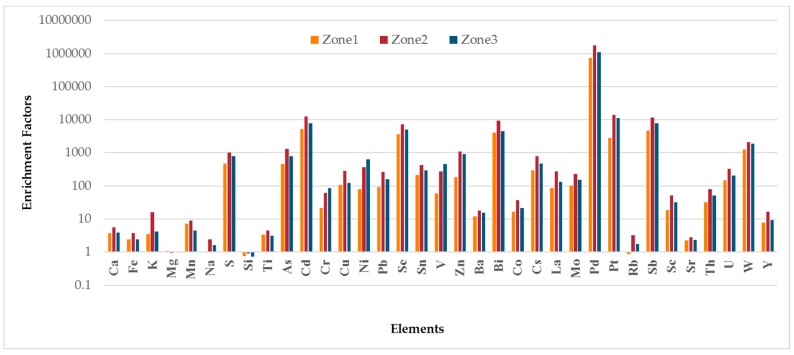 10000000
Zone1 Zone2 Zone3
1000000
100000
10000
1000
100
10
1
0.1
Enrichment Factors
Ca Fe K Mg Mn Na S Si Ti As Cd Cr Cu Ni Pb Se Sn V Zn Ba Bi Co Cs La Mo Pd Pt Rb Sb Sc Sr Th U W Y
Elements